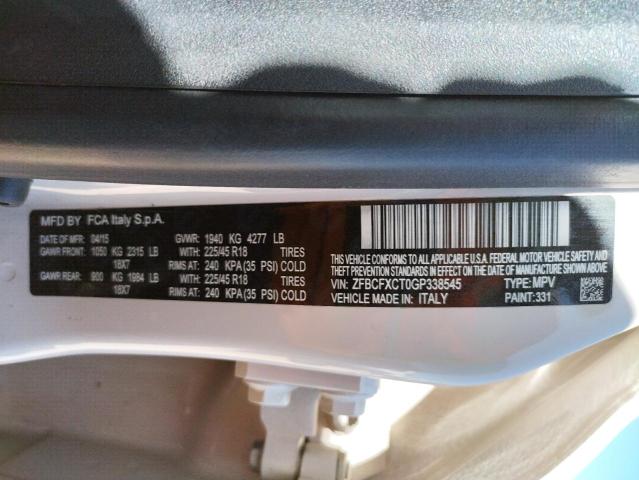 MFD BY FCA Italy S.p.A.
DATE OF MFR: 04/15 GVWR: 1940 KG 4277 LB
GAWR FRONT: 1050 KG 2315 LB WITH 225/45 R18 TIRES
18X7 RIMS AT: 240 KPA(35 PSI) COLD
GAWR REAR: 900 KG 1984 LB WITH 225/45 R18 TIRES
18X7 RIMS AT: 240 KPA(35 PSI) COLD
THIS VEHICLE CONFORMS TO ALL APPLICABLE U.S.A. FEDERAL MOTOR VEHICLE SAFETY
AND THEFT PREVENTION STANDARDS IN EFFECT ON THE DATE OF MANUFACTURE SHOWN ABOVE
VIN: ZFBCFXCT0GP338545 TYPE: MPV
VEHICLE MADE IN: ITALY PAINT: 331